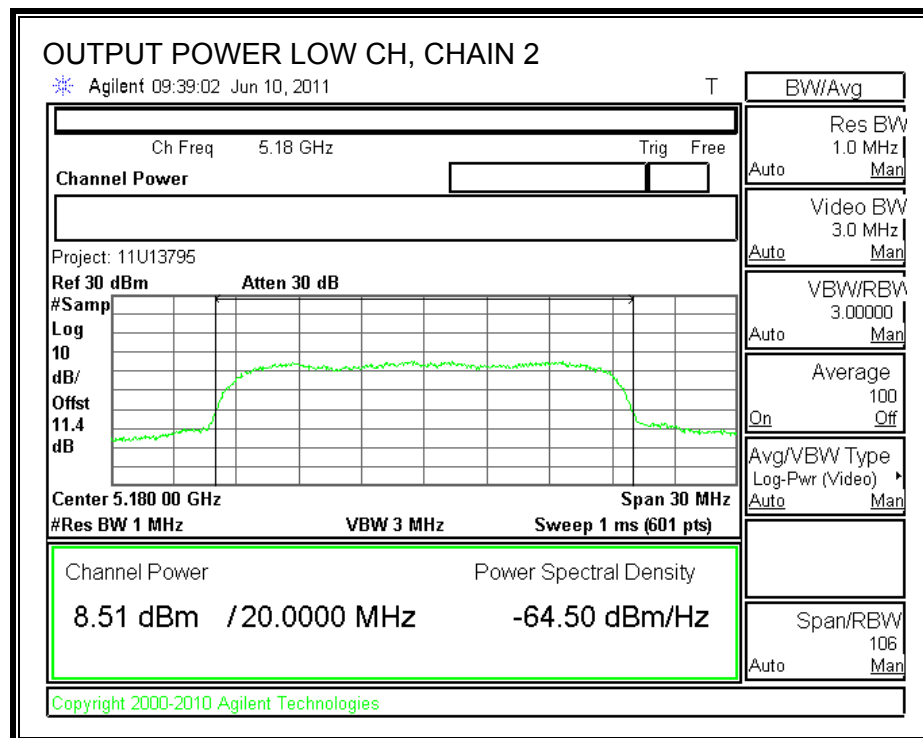 OUTPUT POWER LOW CH, CHAIN 2
Agilent 09:39:02 Jun 10, 2011 T
BW/Avg
Ch Freq 5.18 GHz Trig Free
Channel Power
Project: 11U13795
Ref 30 dBm Atten 30 dB
#Samp
Log
10
dB/
Offst
11.4
dB
Center 5.180 00 GHz Span 30 MHz
#Res BW 1 MHz VBW 3 MHz Sweep 1 ms (601 pts)
Channel Power Power Spectral Density
8.51 dBm / 20.0000 MHz -64.50 dBm/Hz
Res BW
1.0 MHz
Auto Man
Video BW
3.0 MHz
Auto Man
VBW/RBW
3.00000
Auto Man
Average
100
On Off
Avg/VBW Type
Log-Pwr (Video)
Auto Man
Span/RBW
106
Auto Man
Copyright 2000-2010 Agilent Technologies